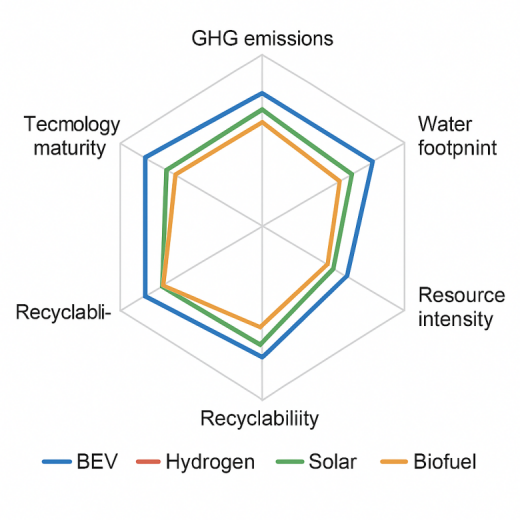 GHG emissions
Tecmology
maturity
Water
footpnint
Recyclabli-
Resource
intensity
Recyclabiliity
BEV Hydrogen Solar Biofuel